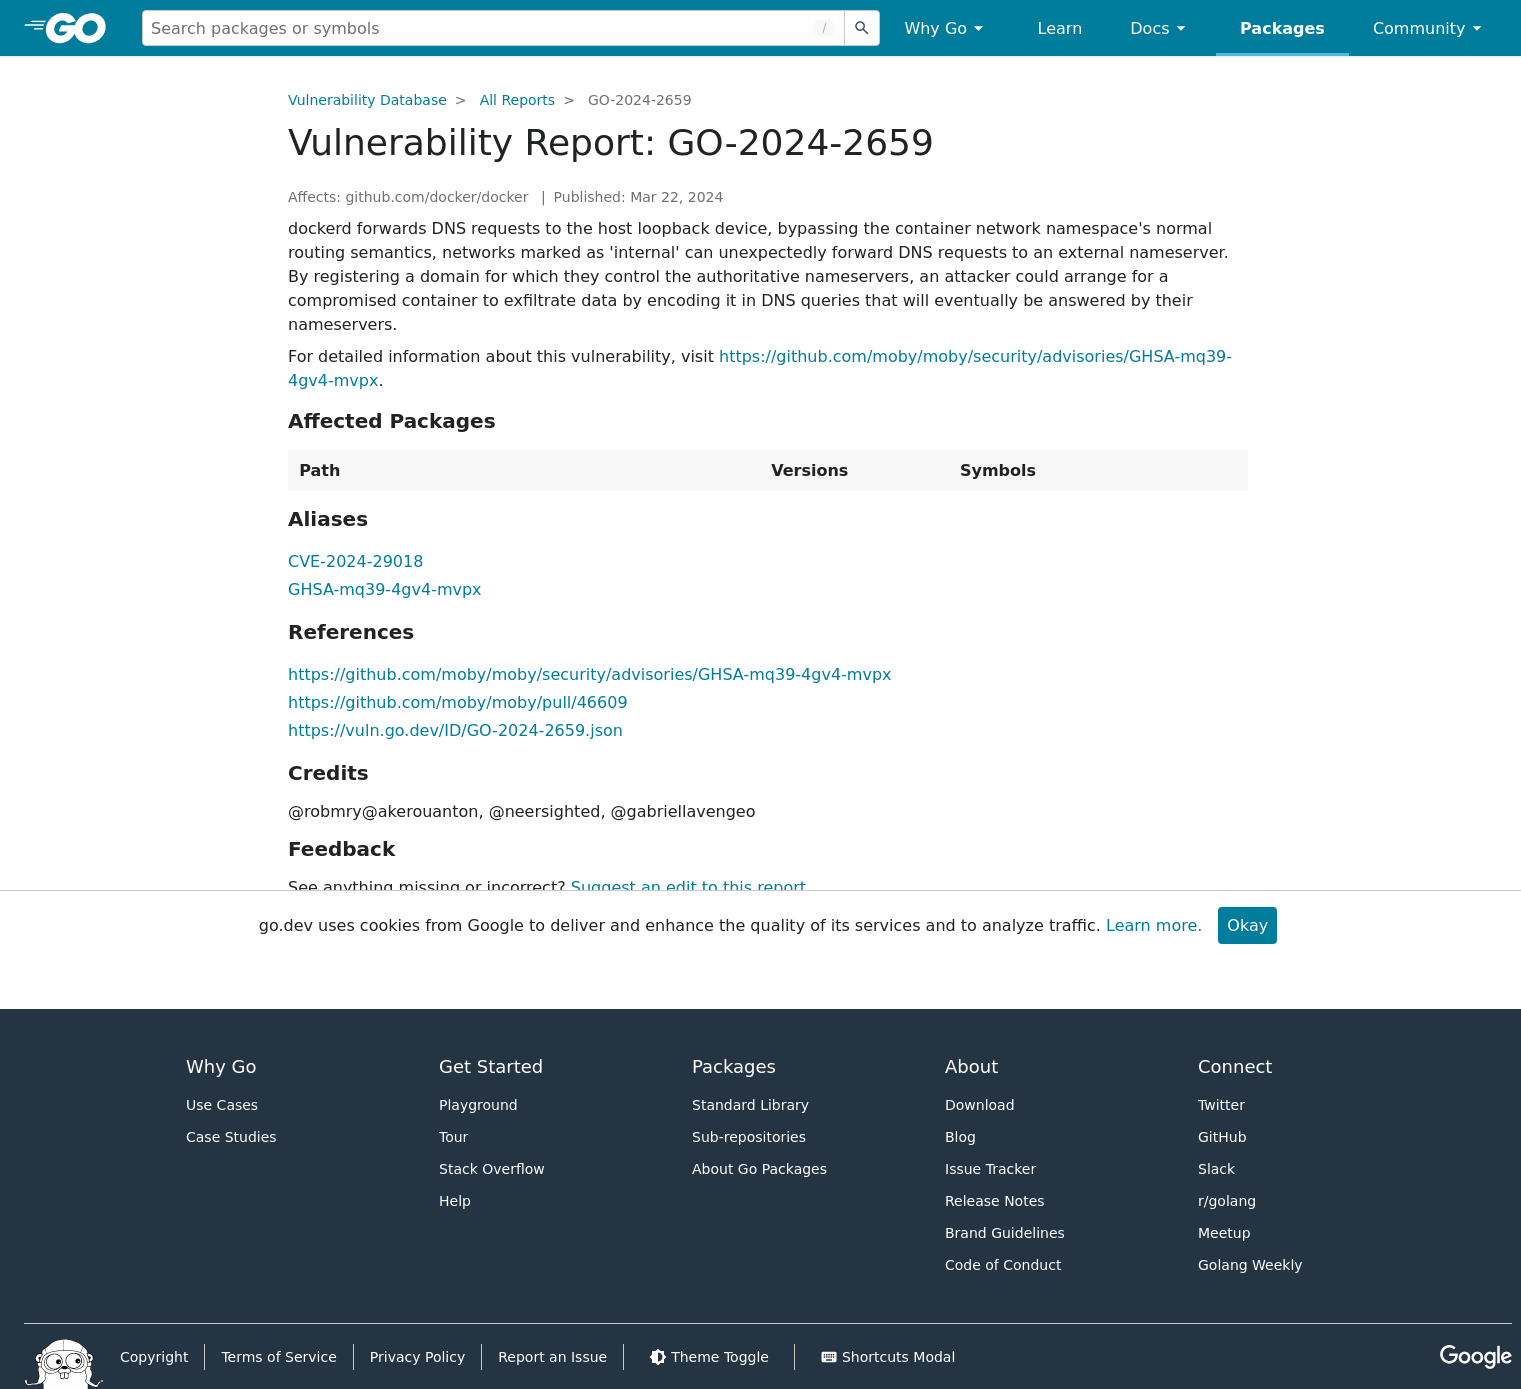 GO
Search packages or symbols
/
Why Go
Learn
Docs
Packages
Community
Vulnerability Database > All Reports > GO-2024-2659
Vulnerability Report: GO-2024-2659
Affects: github.com/docker/docker | Published: Mar 22, 2024
dockerd forwards DNS requests to the host loopback device, bypassing the container network namespace's normal
routing semantics, networks marked as 'internal' can unexpectedly forward DNS requests to an external nameserver.
By registering a domain for which they control the authoritative nameservers, an attacker could arrange for a
compromised container to exfiltrate data by encoding it in DNS queries that will eventually be answered by their
nameservers.
For detailed information about this vulnerability, visit https://github.com/moby/moby/security/advisories/GHSA-mq39-
4gv4-mvpx.
Affected Packages
Path Versions Symbols
Aliases
CVE-2024-29018
GHSA-mq39-4gv4-mvpx
References
https://github.com/moby/moby/security/advisories/GHSA-mq39-4gv4-mvpx
https://github.com/moby/moby/pull/46609
https://vuln.go.dev/ID/GO-2024-2659.json
Credits
@robmry@akerouanton, @neersighted, @gabriellavengeo
Feedback
See anything missing or incorrect? Suggest an edit to this report
go.dev uses cookies from Google to deliver and enhance the quality of its services and to analyze traffic. Learn more.
Okay
Why Go
Use Cases
Case Studies
Get Started
Playground
Tour
Stack Overflow
Help
Packages
Standard Library
Sub-repositories
About Go Packages
About
Download
Blog
Issue Tracker
Release Notes
Brand Guidelines
Code of Conduct
Connect
Twitter
GitHub
Slack
r/golang
Meetup
Golang Weekly
Copyright
Terms of Service
Privacy Policy
Report an Issue
Theme Toggle
Shortcuts Modal
Google